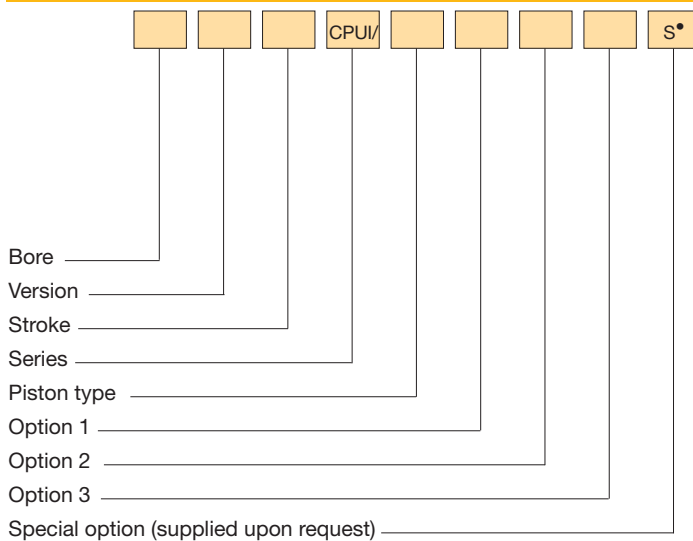 CPUI/ S●
Bore
Version
Stroke
Series
Piston type
Option 1
Option 2
Option 3
Special option (supplied upon request)